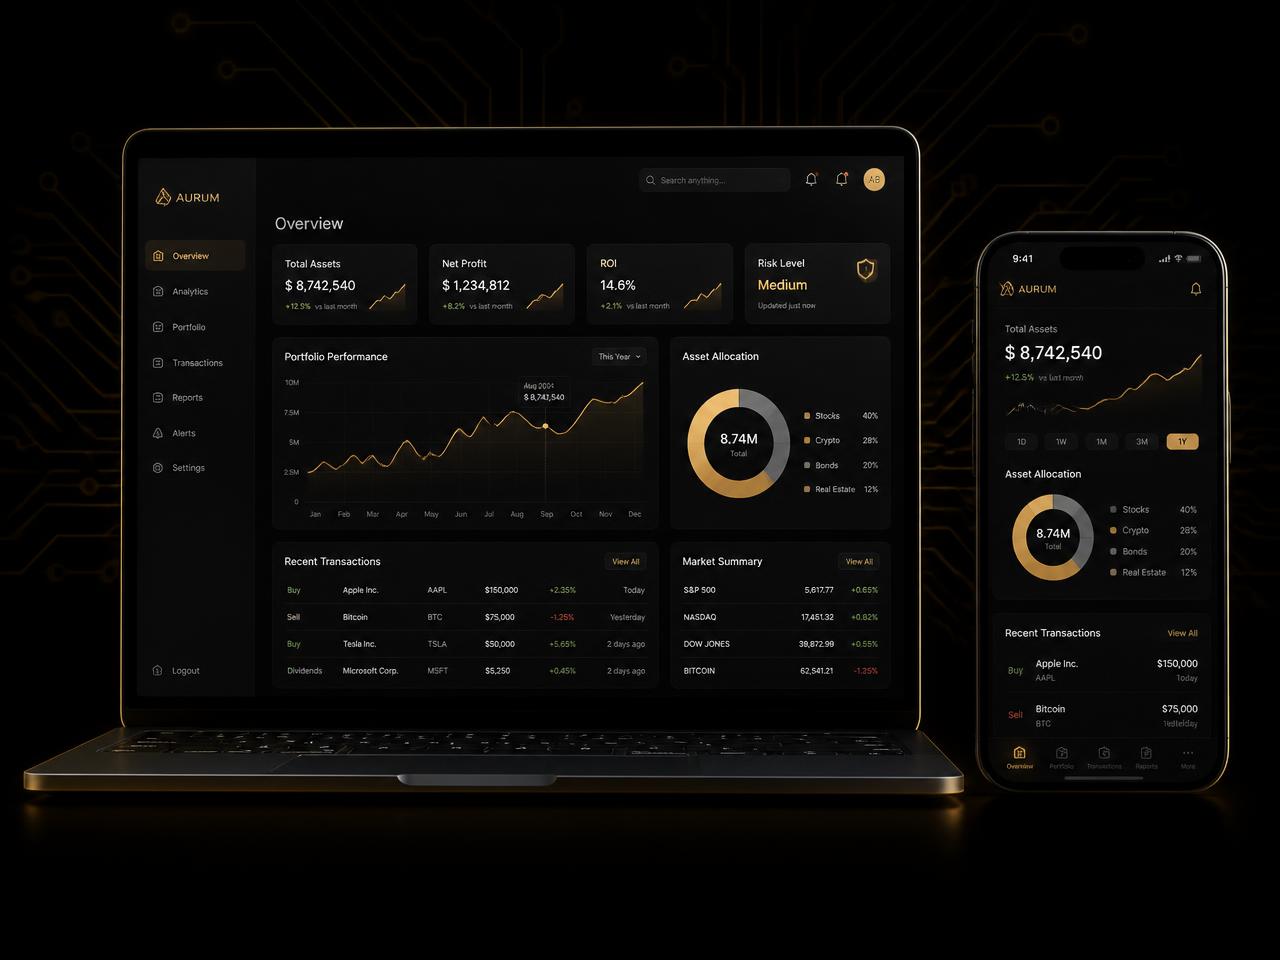 AURUM
Search anything...
AB
Overview
Analytics
Portfolio
Transactions
Reports
Alerts
Settings
Logout
Overview
Total Assets
$ 8,742,540
+12.9% vs last month
Net Profit
$ 1,234,812
+8.2% vs last month
ROI
14.6%
+2.1% vs last month
Risk Level
Medium
Updated just now
Portfolio Performance
This Year
10M
7.5M
5M
2.5M
0
$ 8,742,540
Jan Feb Mar Apr May Jun Jul Aug Sep Oct Nov Dec
Asset Allocation
8.74M
Total
Stocks 40%
Crypto 28%
Bonds 20%
Real Estate 12%
Recent Transactions View All
Buy Apple Inc. AAPL $150,000 +2.35% Today
Sell Bitcoin BTC $75,000 -1.25% Yesterday
Buy Tesla Inc. TSLA $50,000 +5.65% 2 days ago
Dividends Microsoft Corp. MSFT $5,250 +0.45% 2 days ago
Market Summary View All
S&P 500 5,617.77 +0.65%
NASDAQ 17,451.32 +0.82%
DOW JONES 39,872.99 +0.55%
BITCOIN 62,541.21 -1.25%
9:41
AURUM
Total Assets
$ 8,742,540
+12.5% vs last month
1D 1W 1M 3M 1Y
Asset Allocation
8.74M
Total
Stocks 40%
Crypto 28%
Bonds 20%
Real Estate 12%
Recent Transactions View All
Buy Apple Inc. $150,000
AAPL Today
Sell Bitcoin $75,000
BTC
Overview Portfolio Transactions Reports More